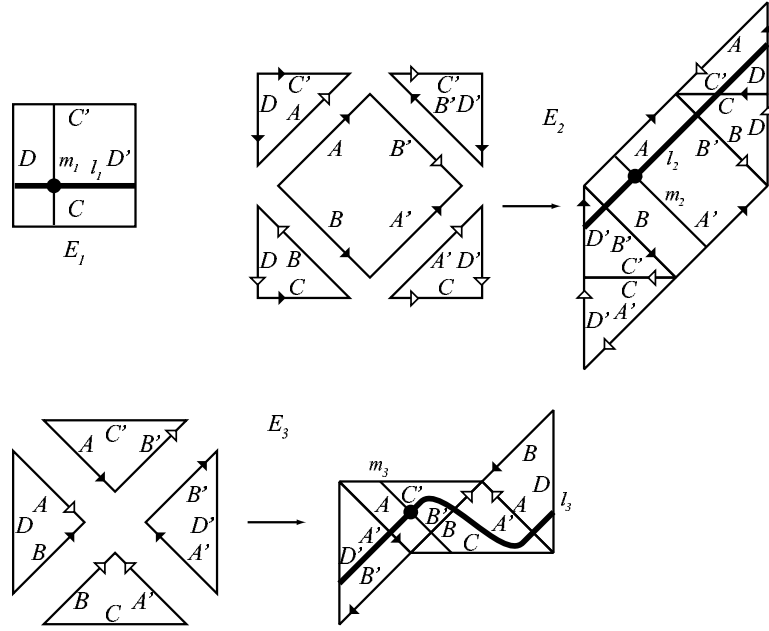 C'
D m₁ l₁ D'
C
E₁
C' C'
D A B' D'
A B'
B A'
D B A' D'
C C
E₂
A
C' D
C
A B' B D
l₂
m₂
B A'
D' B'
C'
C
D' A'
C'
A B'
A B'
D D'
B A'
B A'
C
E₃
m₃ B
C' D l₃
A A
A' B' B A'
D' C
B'